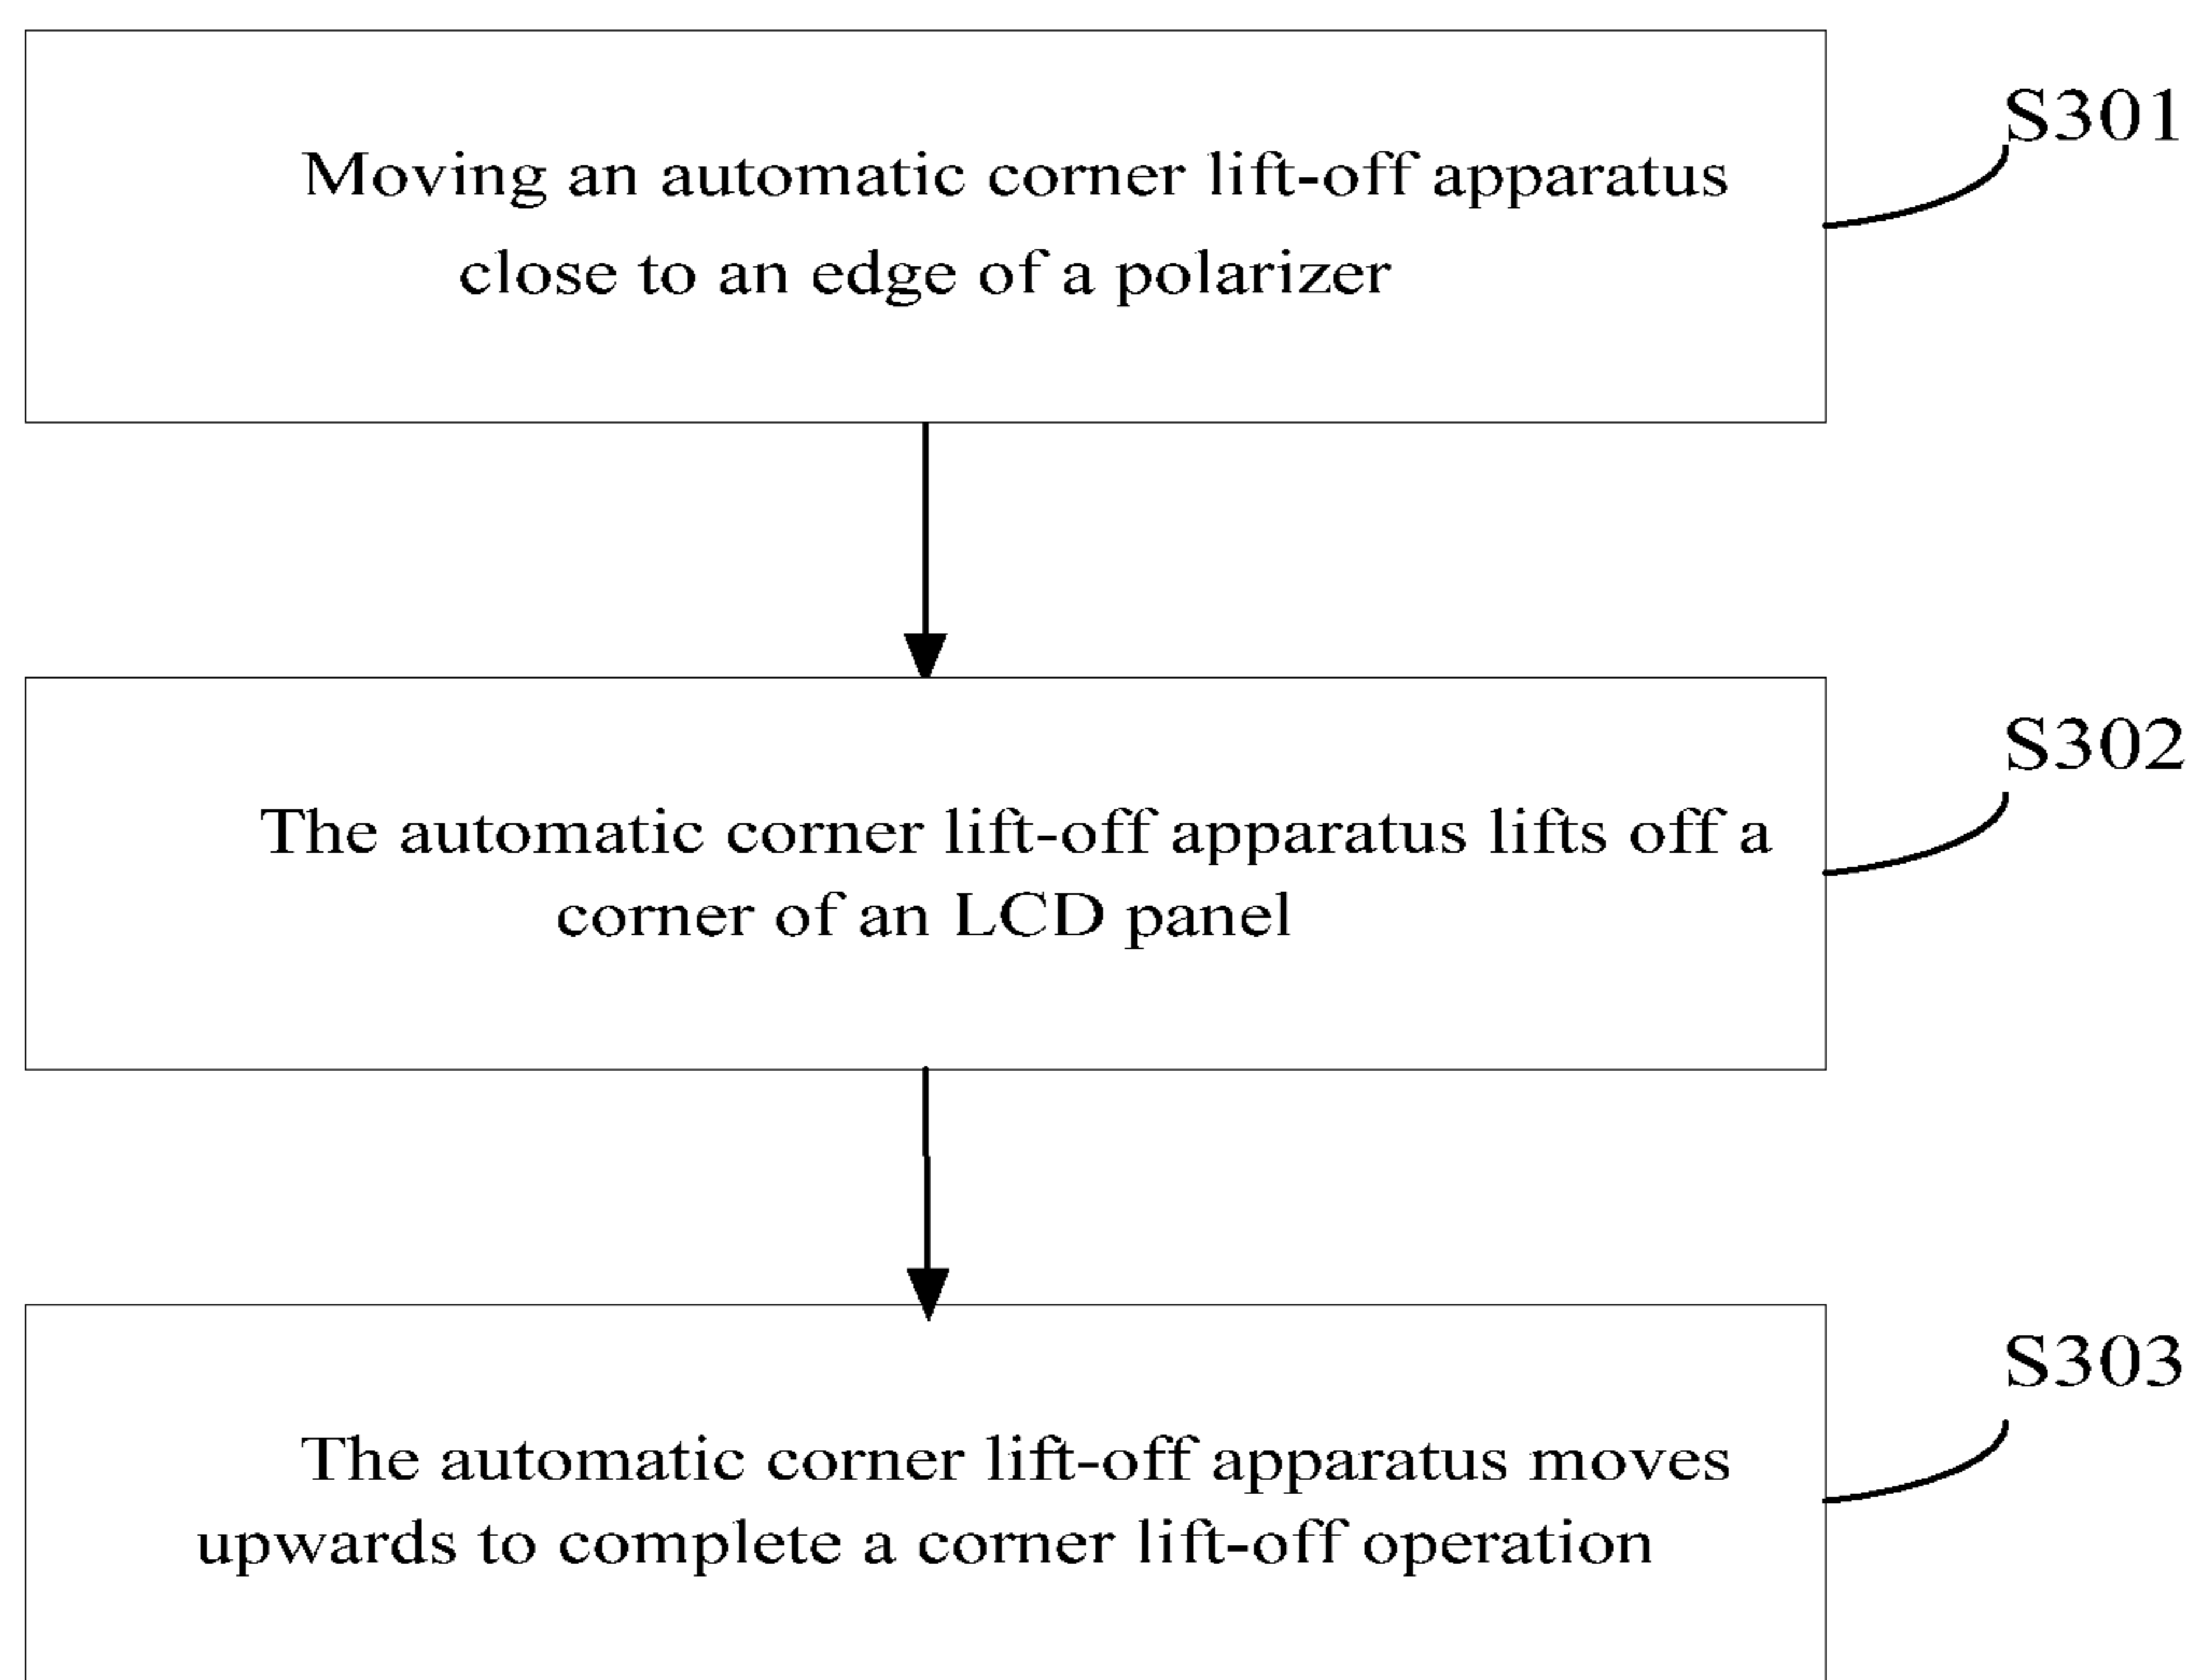 Moving an automatic corner lift-off apparatus
close to an edge of a polarizer
S301
The automatic corner lift-off apparatus lifts off a
corner of an LCD panel
S302
The automatic corner lift-off apparatus moves
upwards to complete a corner lift-off operation
S303